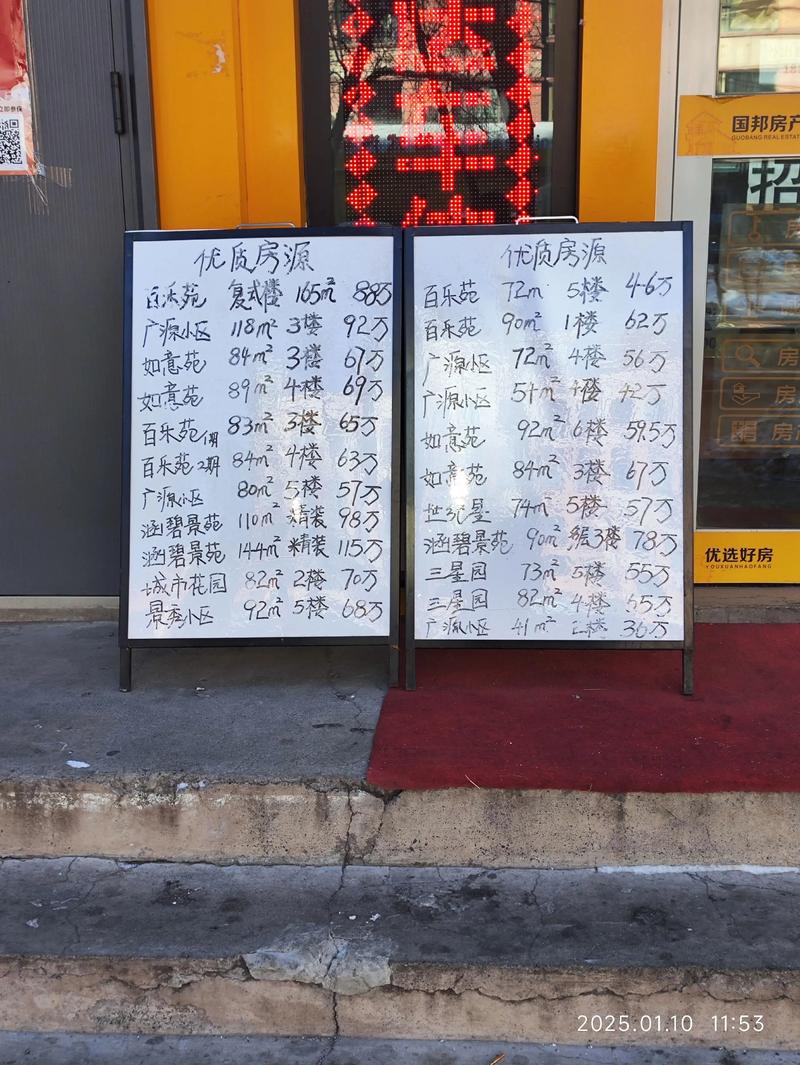 优质房源
百乐苑 复式楼 165m² 88万
广源小区 118m² 3楼 92万
如意苑 84m² 3楼 67万
如意苑 89m² 4楼 69万
百乐苑1期 83m² 3楼 65万
百乐苑2期 84m² 4楼 63万
广源小区 80m² 5楼 57万
涵碧景苑 110m² 精装 98万
涵碧景苑 144m² 精装 115万
城市花园 82m² 2楼 70万
景秀小区 92m² 5楼 68万
优质房源
百乐苑 72m² 5楼 46万
百乐苑 90m² 1楼 62万
广源小区 72m² 4楼 56万
广源小区 54m² 4楼 42万
如意苑 92m² 6楼 59.5万
如意苑 84m² 3楼 67万
世纪星 74m² 5楼 57万
涵碧景苑 90m² 3楼 78万
三星园 73m² 5楼 55万
三星园 82m² 4楼 65万
广源小区 41m² 楼 36万
立即参保
国邦房产
GUOBANG REAL ESTATE
招
房
房
房
优选好房
YOUXUANHAOFANG
2025.01.10 11:53